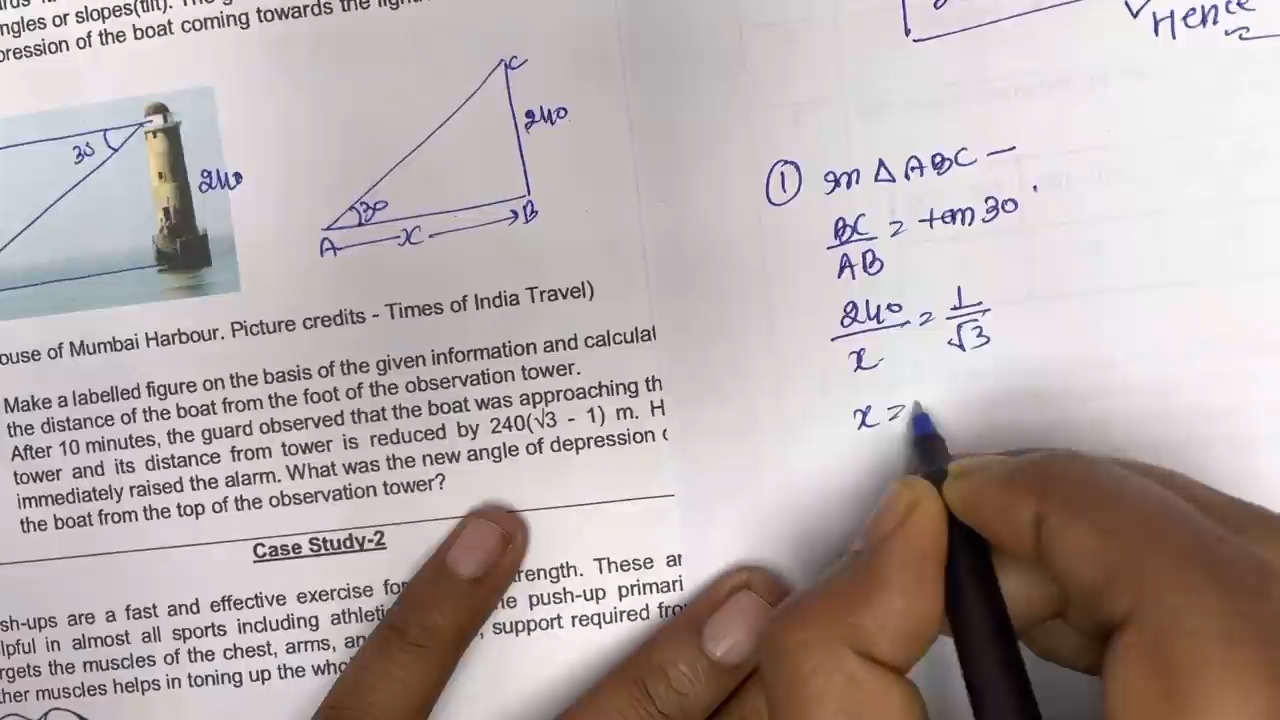 ngles or slopes(tilt). The
pression of the boat coming towards the
30
240
C
240
30
A x B
ouse of Mumbai Harbour. Picture credits - Times of India Travel)
Make a labelled figure on the basis of the given information and calculat
the distance of the boat from the foot of the observation tower.
After 10 minutes, the guard observed that the boat was approaching th
tower and its distance from tower is reduced by 240(√3 - 1) m. H
immediately raised the alarm. What was the new angle of depression
the boat from the top of the observation tower?
Case Study-2
sh-ups are a fast and effective exercise for rength. These ar
lpful in almost all sports including athleti e push-up primari
rgets the muscles of the chest, arms, an , support required fro
her muscles helps in toning up the who
Hence
① In Δ ABC –
BC/AB = tan 30°
240/x = 1/√3
x =